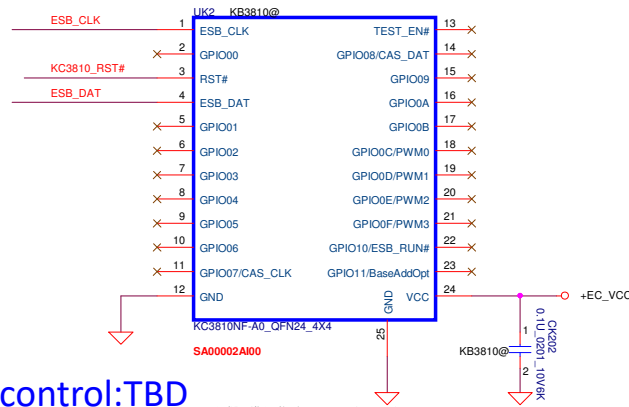 UK2 KB3810@
ESB_CLK
1 ESB_CLK
TEST_EN# 13
2 GPIO00
GPIO08/CAS_DAT 14
KC3810_RST#
3 RST#
GPIO09 15
ESB_DAT
4 ESB_DAT
GPIO0A 16
5 GPIO01
GPIO0B 17
6 GPIO02
GPIO0C/PWM0 18
7 GPIO03
GPIO0D/PWM1 19
8 GPIO04
GPIO0E/PWM2 20
9 GPIO05
GPIO0F/PWM3 21
10 GPIO06
GPIO10/ESB_RUN# 22
11 GPIO07/CAS_CLK
GPIO11/BaseAddOpt 23
12 GND
GND
25
VCC 24
+EC_VCC
KC3810NF-A0_QFN24_4X4
SA00002AI00
KB3810@
1
2
CK202
0.1U_0201_10V6K
control:TBD